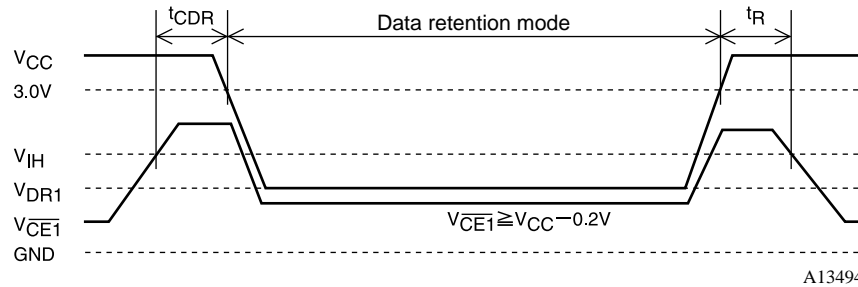 tCDR
Data retention mode
tR
VCC
3.0V
VIH
VDR1
VCE1
VCE1≧VCC−0.2V
GND
A13494